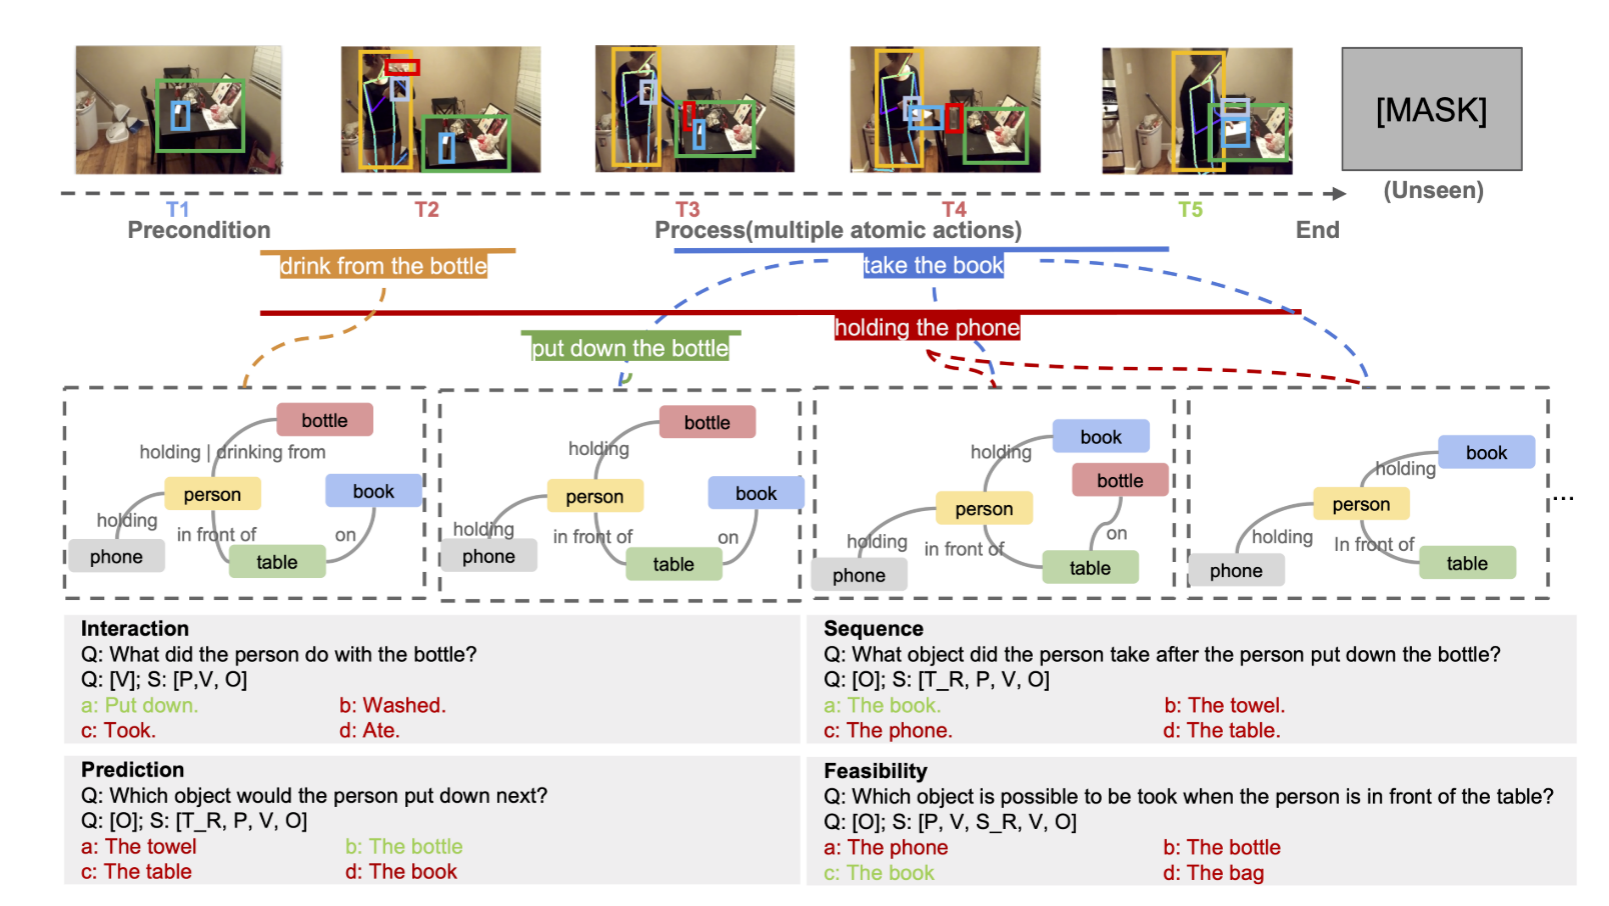 [MASK]
(Unseen)
T1 T2 T3 T4 T5
Precondition Process(multiple atomic actions) End
drink from the bottle
take the book
holding the phone
put down the bottle
bottle
holding | drinking from
person
book
holding
in front of
on
phone
table
bottle
holding
person
book
holding
in front of
on
phone
table
book
holding
bottle
person
holding
in front of
on
phone
table
book
holding
person
holding
In front of
phone
table
...
Interaction
Q: What did the person do with the bottle?
Q: [V]; S: [P,V, O]
a: Put down. b: Washed.
c: Took. d: Ate.
Sequence
Q: What object did the person take after the person put down the bottle?
Q: [O]; S: [T_R, P, V, O]
a: The book. b: The towel.
c: The phone. d: The table.
Prediction
Q: Which object would the person put down next?
Q: [O]; S: [T_R, P, V, O]
a: The towel b: The bottle
c: The table d: The book
Feasibility
Q: Which object is possible to be took when the person is in front of the table?
Q: [O]; S: [P, V, S_R, V, O]
a: The phone b: The bottle
c: The book d: The bag